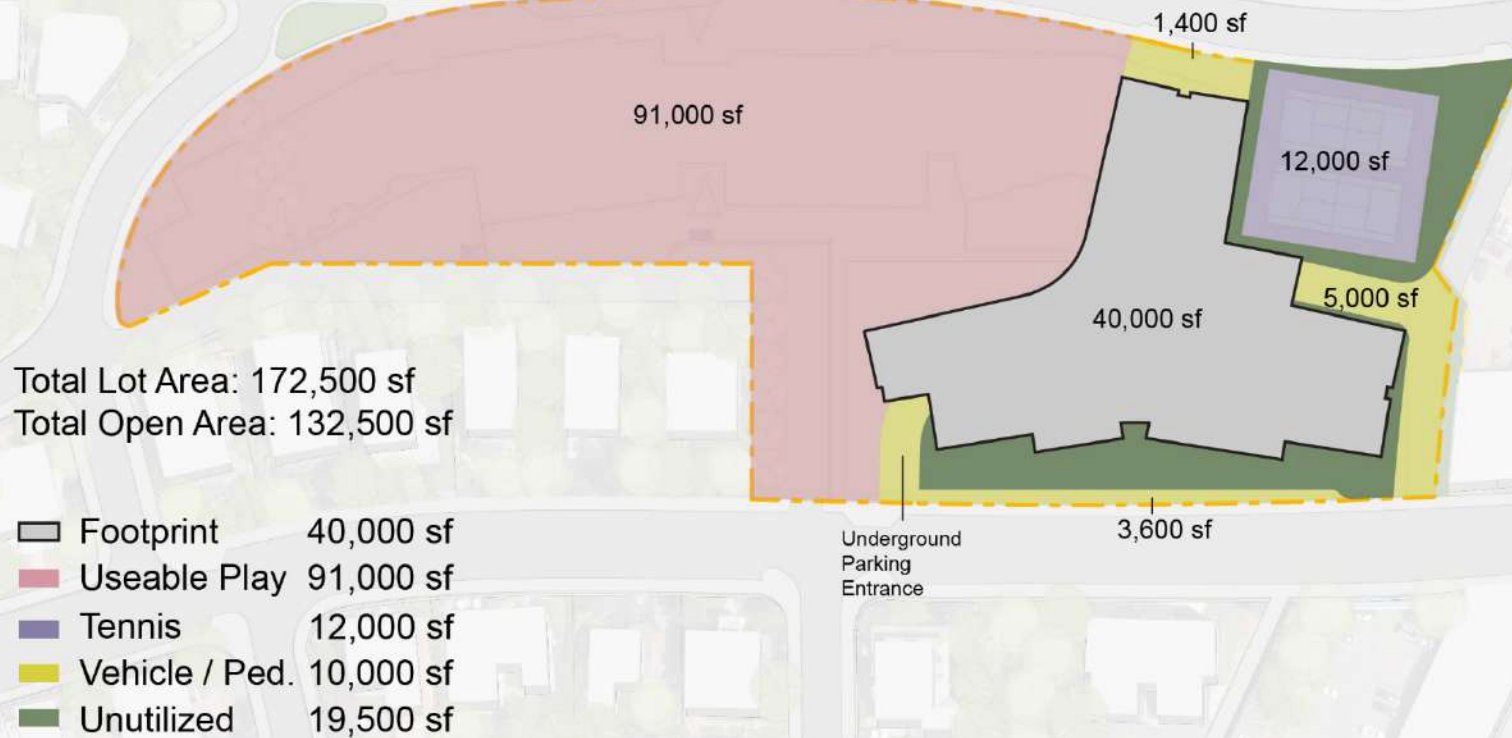 1,400 sf
91,000 sf
12,000 sf
5,000 sf
40,000 sf
Total Lot Area: 172,500 sf
Total Open Area: 132,500 sf
Footprint 40,000 sf
Useable Play 91,000 sf
Tennis 12,000 sf
Vehicle / Ped. 10,000 sf
Unutilized 19,500 sf
Underground
Parking
Entrance
3,600 sf